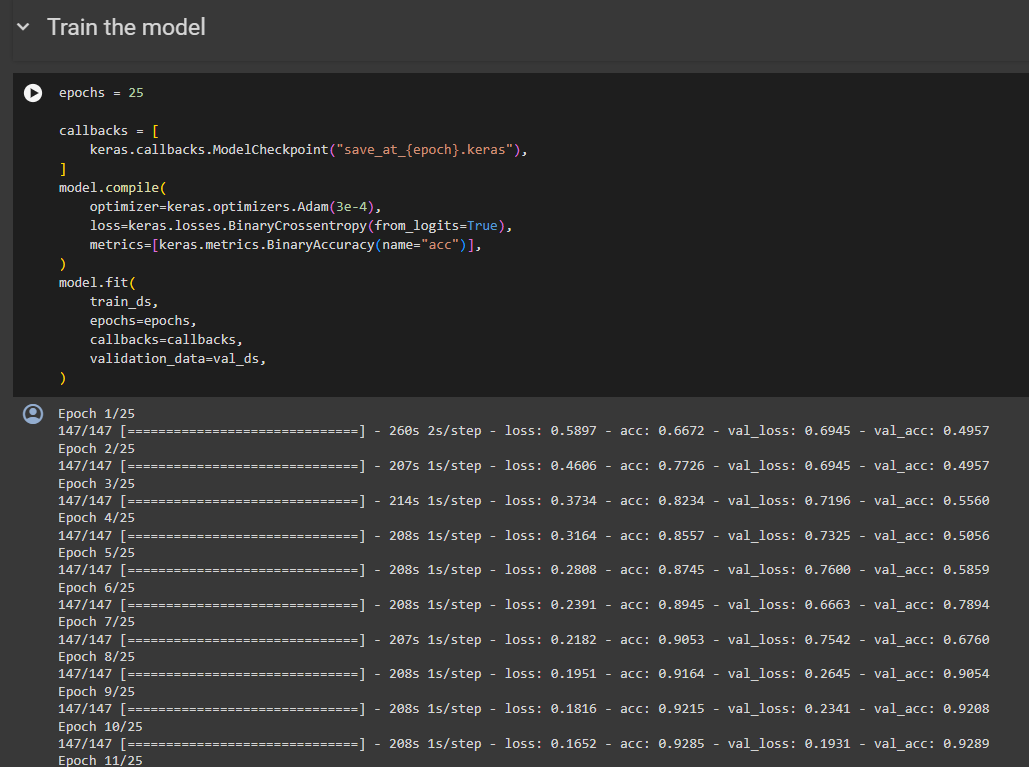 Train the model
epochs = 25
callbacks = [
    keras.callbacks.ModelCheckpoint("save_at_{epoch}.keras"),
]
model.compile(
    optimizer=keras.optimizers.Adam(3e-4),
    loss=keras.losses.BinaryCrossentropy(from_logits=True),
    metrics=[keras.metrics.BinaryAccuracy(name="acc")],
)
model.fit(
    train_ds,
    epochs=epochs,
    callbacks=callbacks,
    validation_data=val_ds,
)
Epoch 1/25
147/147 [==============================] - 260s 2s/step - loss: 0.5897 - acc: 0.6672 - val_loss: 0.6945 - val_acc: 0.4957
Epoch 2/25
147/147 [==============================] - 207s 1s/step - loss: 0.4606 - acc: 0.7726 - val_loss: 0.6945 - val_acc: 0.4957
Epoch 3/25
147/147 [==============================] - 214s 1s/step - loss: 0.3734 - acc: 0.8234 - val_loss: 0.7196 - val_acc: 0.5560
Epoch 4/25
147/147 [==============================] - 208s 1s/step - loss: 0.3164 - acc: 0.8557 - val_loss: 0.7325 - val_acc: 0.5056
Epoch 5/25
147/147 [==============================] - 208s 1s/step - loss: 0.2808 - acc: 0.8745 - val_loss: 0.7600 - val_acc: 0.5859
Epoch 6/25
147/147 [==============================] - 208s 1s/step - loss: 0.2391 - acc: 0.8945 - val_loss: 0.6663 - val_acc: 0.7894
Epoch 7/25
147/147 [==============================] - 207s 1s/step - loss: 0.2182 - acc: 0.9053 - val_loss: 0.7542 - val_acc: 0.6760
Epoch 8/25
147/147 [==============================] - 208s 1s/step - loss: 0.1951 - acc: 0.9164 - val_loss: 0.2645 - val_acc: 0.9054
Epoch 9/25
147/147 [==============================] - 208s 1s/step - loss: 0.1816 - acc: 0.9215 - val_loss: 0.2341 - val_acc: 0.9208
Epoch 10/25
147/147 [==============================] - 208s 1s/step - loss: 0.1652 - acc: 0.9285 - val_loss: 0.1931 - val_acc: 0.9289
Epoch 11/25